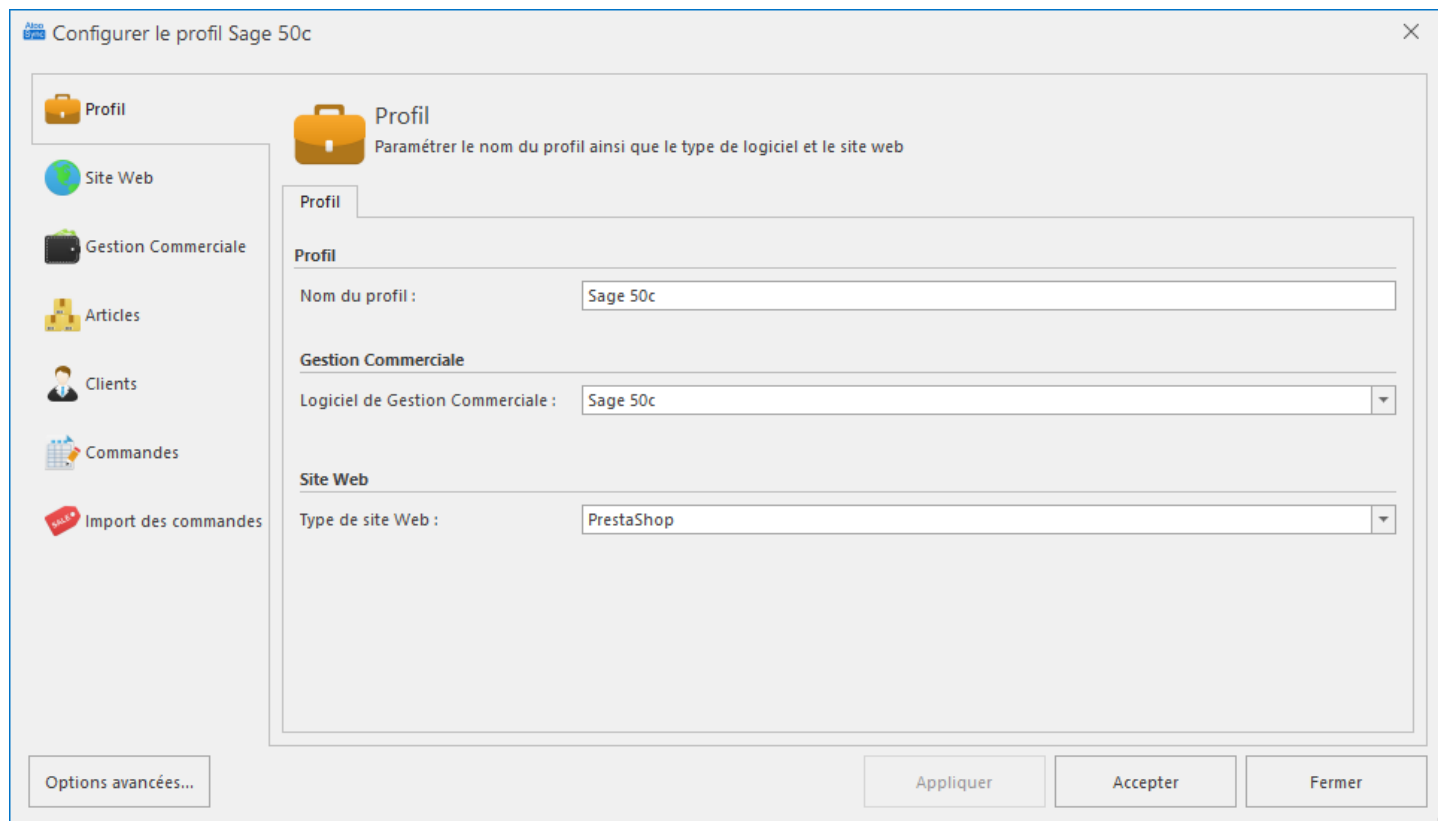 Atoo
Sync
Configurer le profil Sage 50c
Profil
Site Web
Gestion Commerciale
Articles
Clients
Commandes
SALE
Import des commandes
Profil
Paramétrer le nom du profil ainsi que le type de logiciel et le site web
Profil
Profil
Nom du profil : Sage 50c
Gestion Commerciale
Logiciel de Gestion Commerciale : Sage 50c
Site Web
Type de site Web : PrestaShop
Options avancées... Appliquer Accepter Fermer